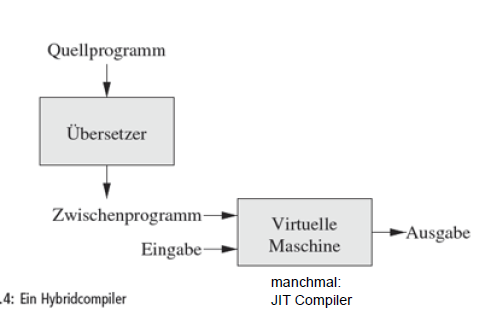 Quellprogramm
Übersetzer
Zwischenprogramm
Eingabe
Virtuelle
Maschine
Ausgabe
manchmal:
JIT Compiler
.4: Ein Hybridcompiler